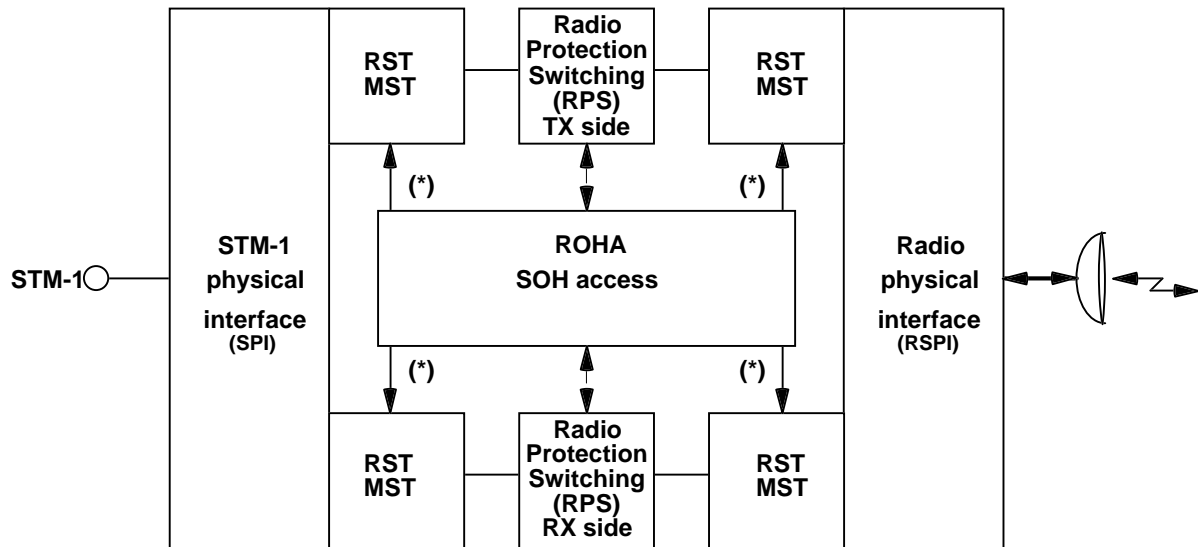 RST
MST
Radio
Protection
Switching
(RPS)
TX side
RST
MST
(*)
(*)
STM-1
STM-1
physical
interface
(SPI)
ROHA
SOH access
Radio
physical
interface
(RSPI)
(*)
(*)
RST
MST
Radio
Protection
Switching
(RPS)
RX side
RST
MST